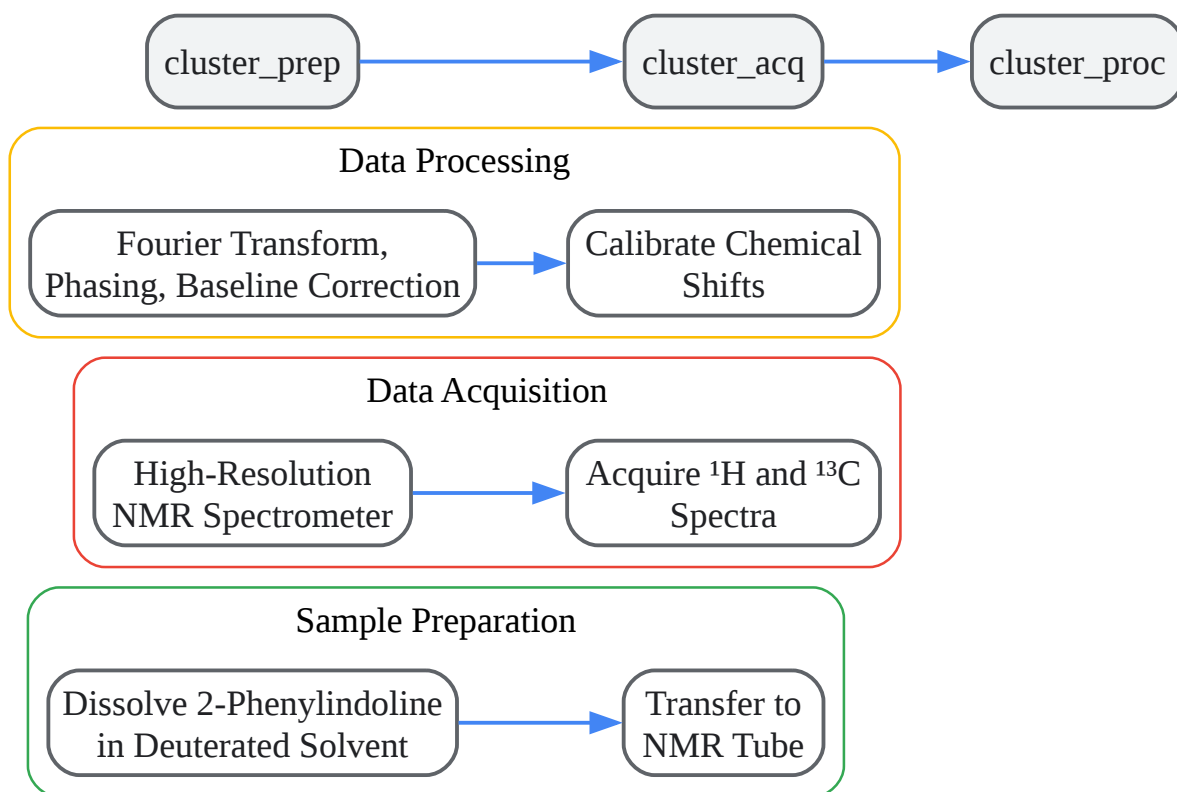 cluster_prep
cluster_acq
cluster_proc
Data Processing
Fourier Transform,
Phasing, Baseline Correction
Calibrate Chemical
Shifts
Data Acquisition
High-Resolution
NMR Spectrometer
Acquire ¹H and ¹³C
Spectra
Sample Preparation
Dissolve 2-Phenylindoline
in Deuterated Solvent
Transfer to
NMR Tube